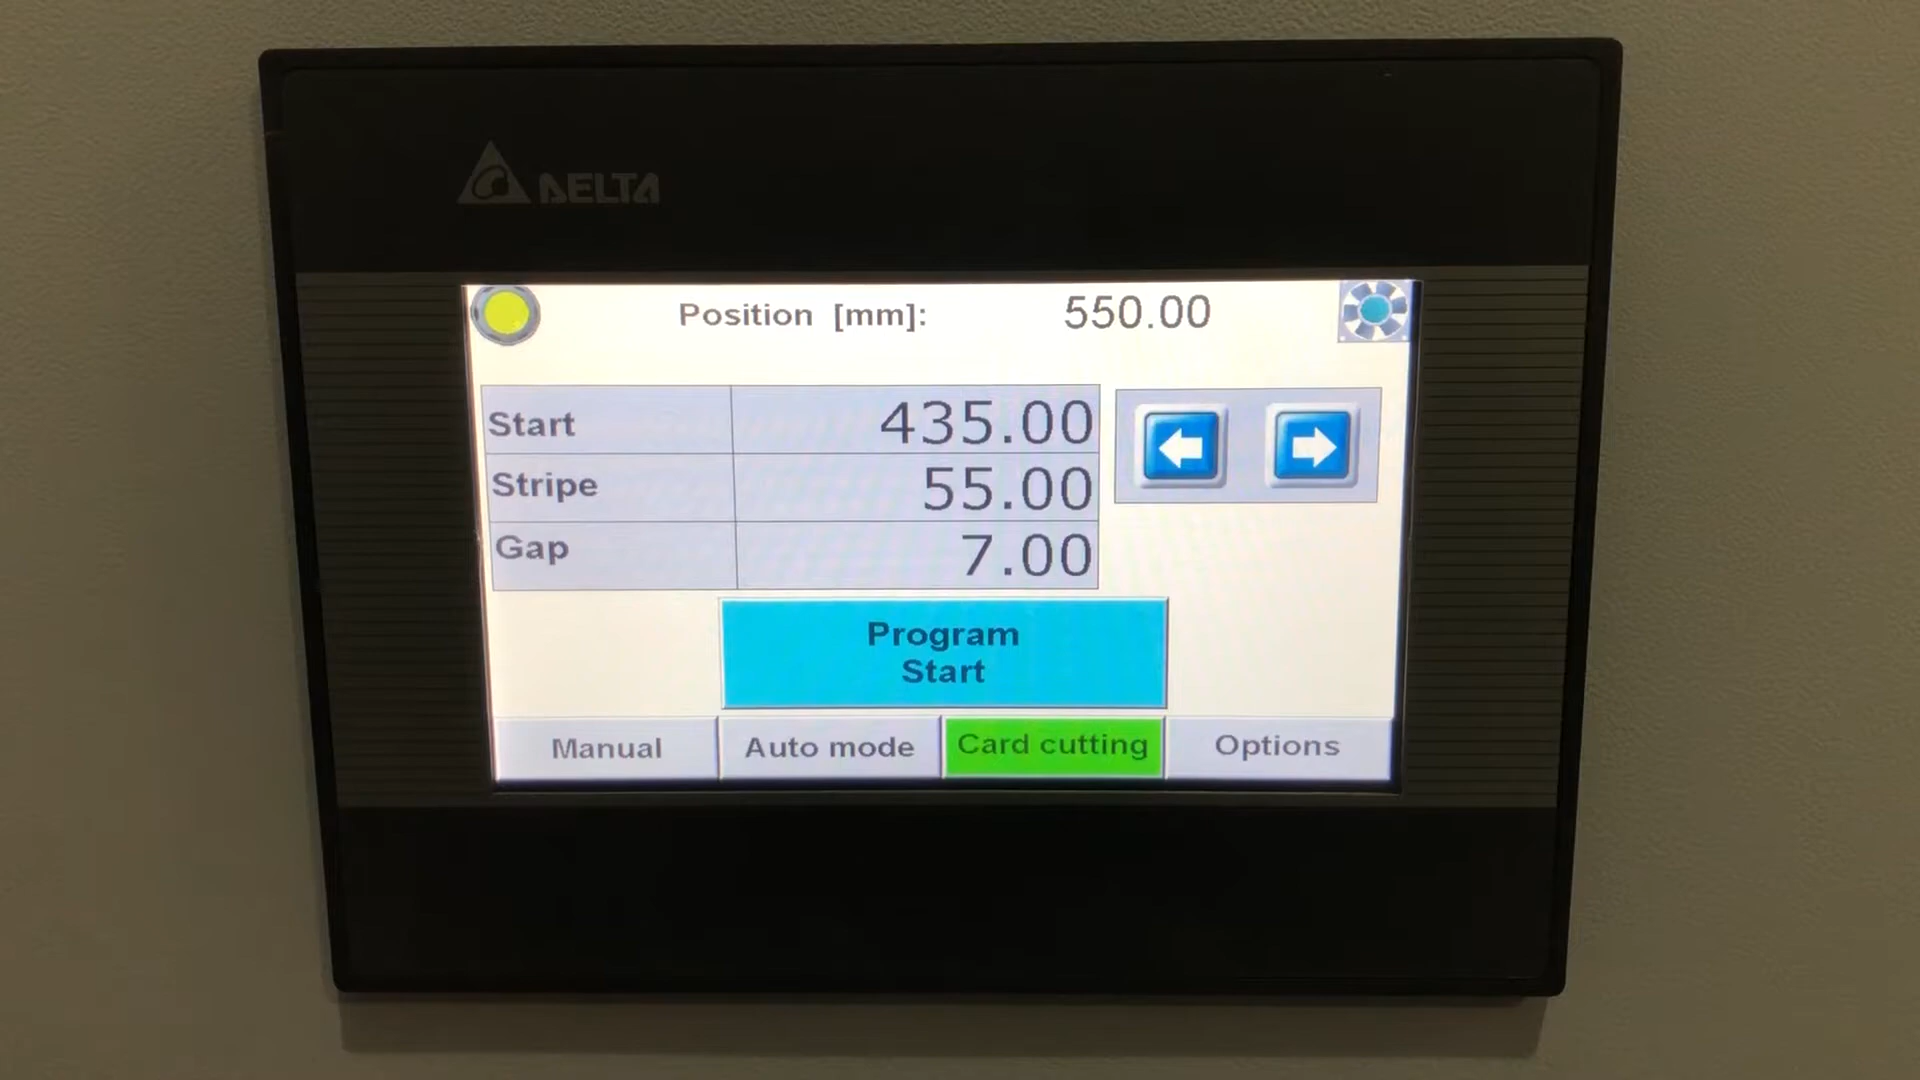 DELTA
Position [mm]: 550.00
Start 435.00
Stripe 55.00
Gap 7.00
Program
Start
Manual Auto mode Card cutting Options